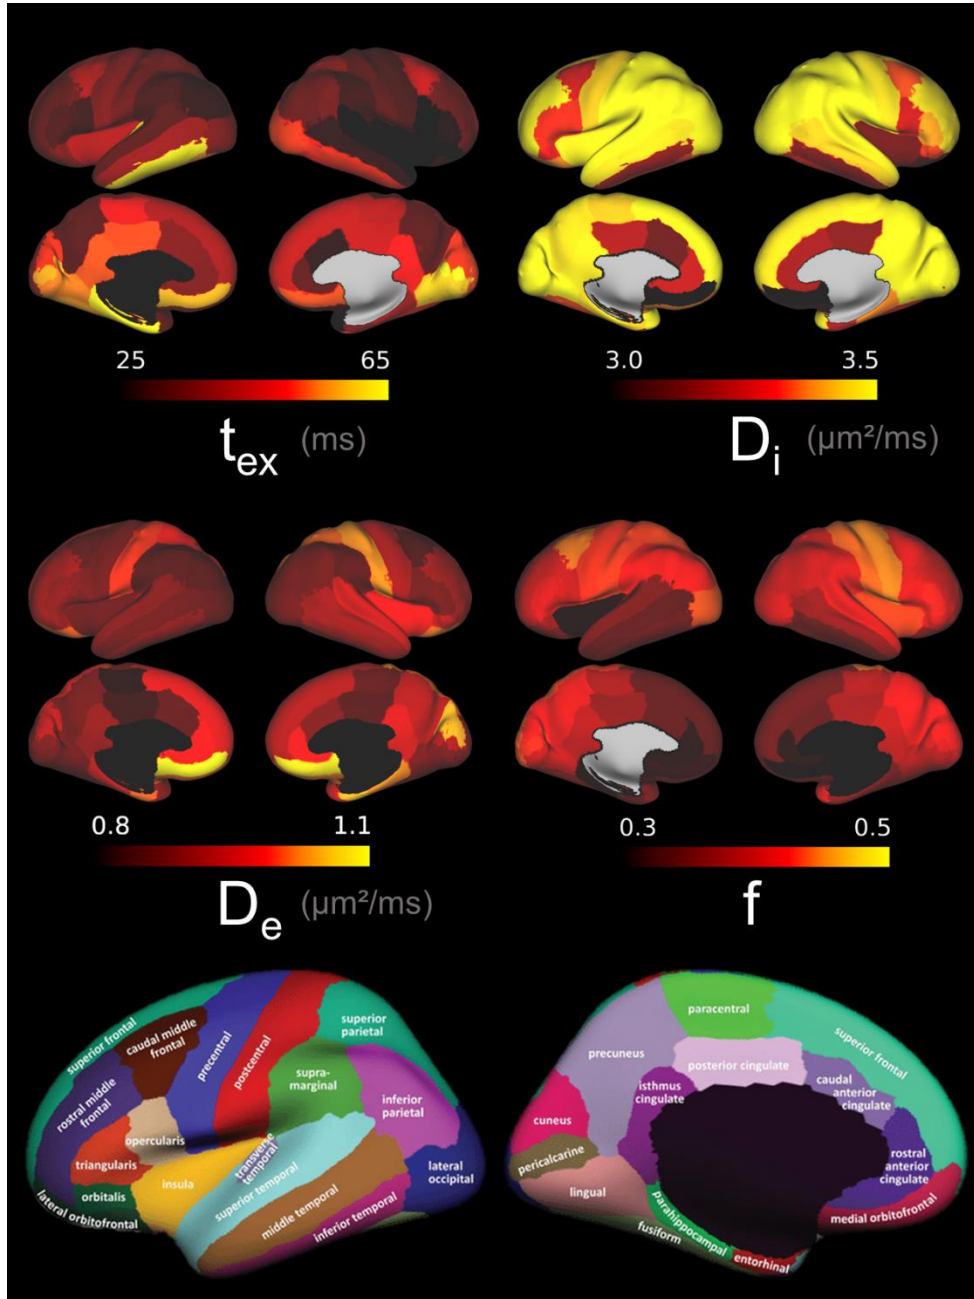 25 65
3.0 3.5
t_ex (ms)
D_i (µm²/ms)
0.8 1.1
0.3 0.5
D_e (µm²/ms)
f
superior frontal
caudal middle
frontal
precentral
postcentral
superior
parietal
rostral middle
frontal
supra-
marginal
inferior
parietal
opercularis
triangularis
transverse
temporal
insula
superior temporal
lateral
occipital
orbitalis
lateral orbitofrontal
middle temporal
inferior temporal
paracentral
superior frontal
precuneus
posterior cingulate
isthmus
cingulate
caudal
anterior
cingulate
cuneus
pericalcarine
rostral
anterior
cingulate
lingual
parahippocampal
medial orbitofrontal
fusiform
entorhinal